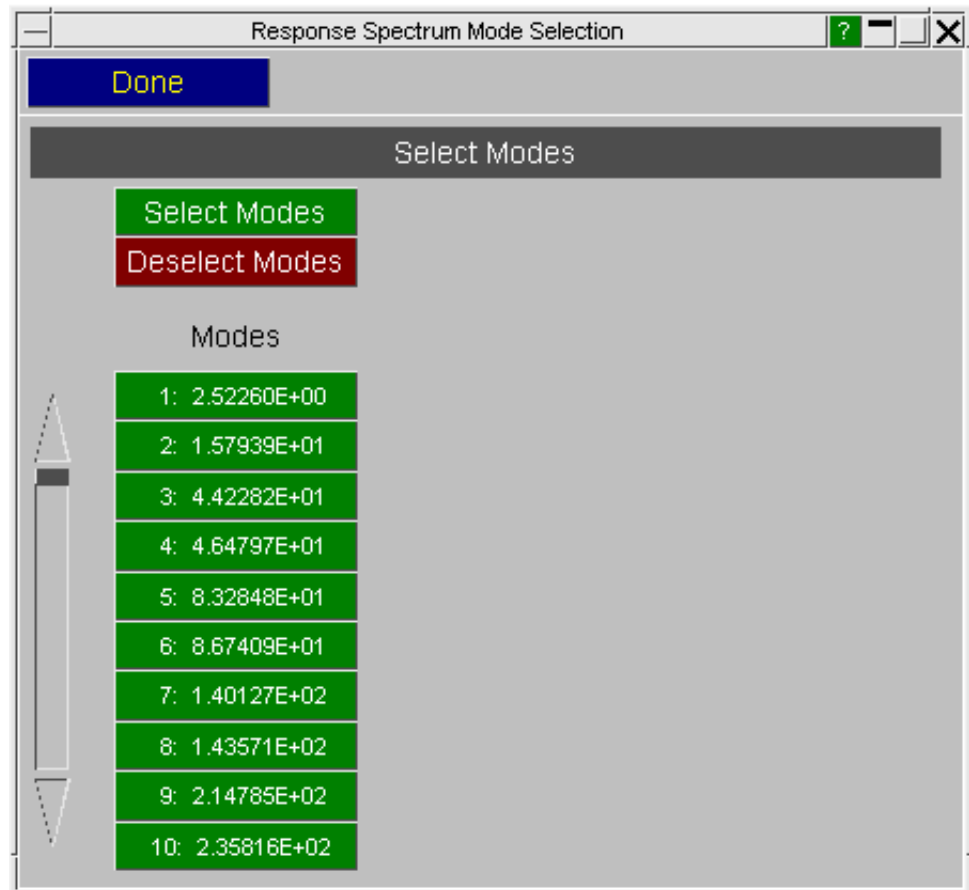 Response Spectrum Mode Selection ?
Done
Select Modes
Select Modes
Deselect Modes
Modes
1: 2.52260E+00
2: 1.57939E+01
3: 4.42282E+01
4: 4.64797E+01
5: 8.32848E+01
6: 8.67409E+01
7: 1.40127E+02
8: 1.43571E+02
9: 2.14785E+02
10: 2.35816E+02